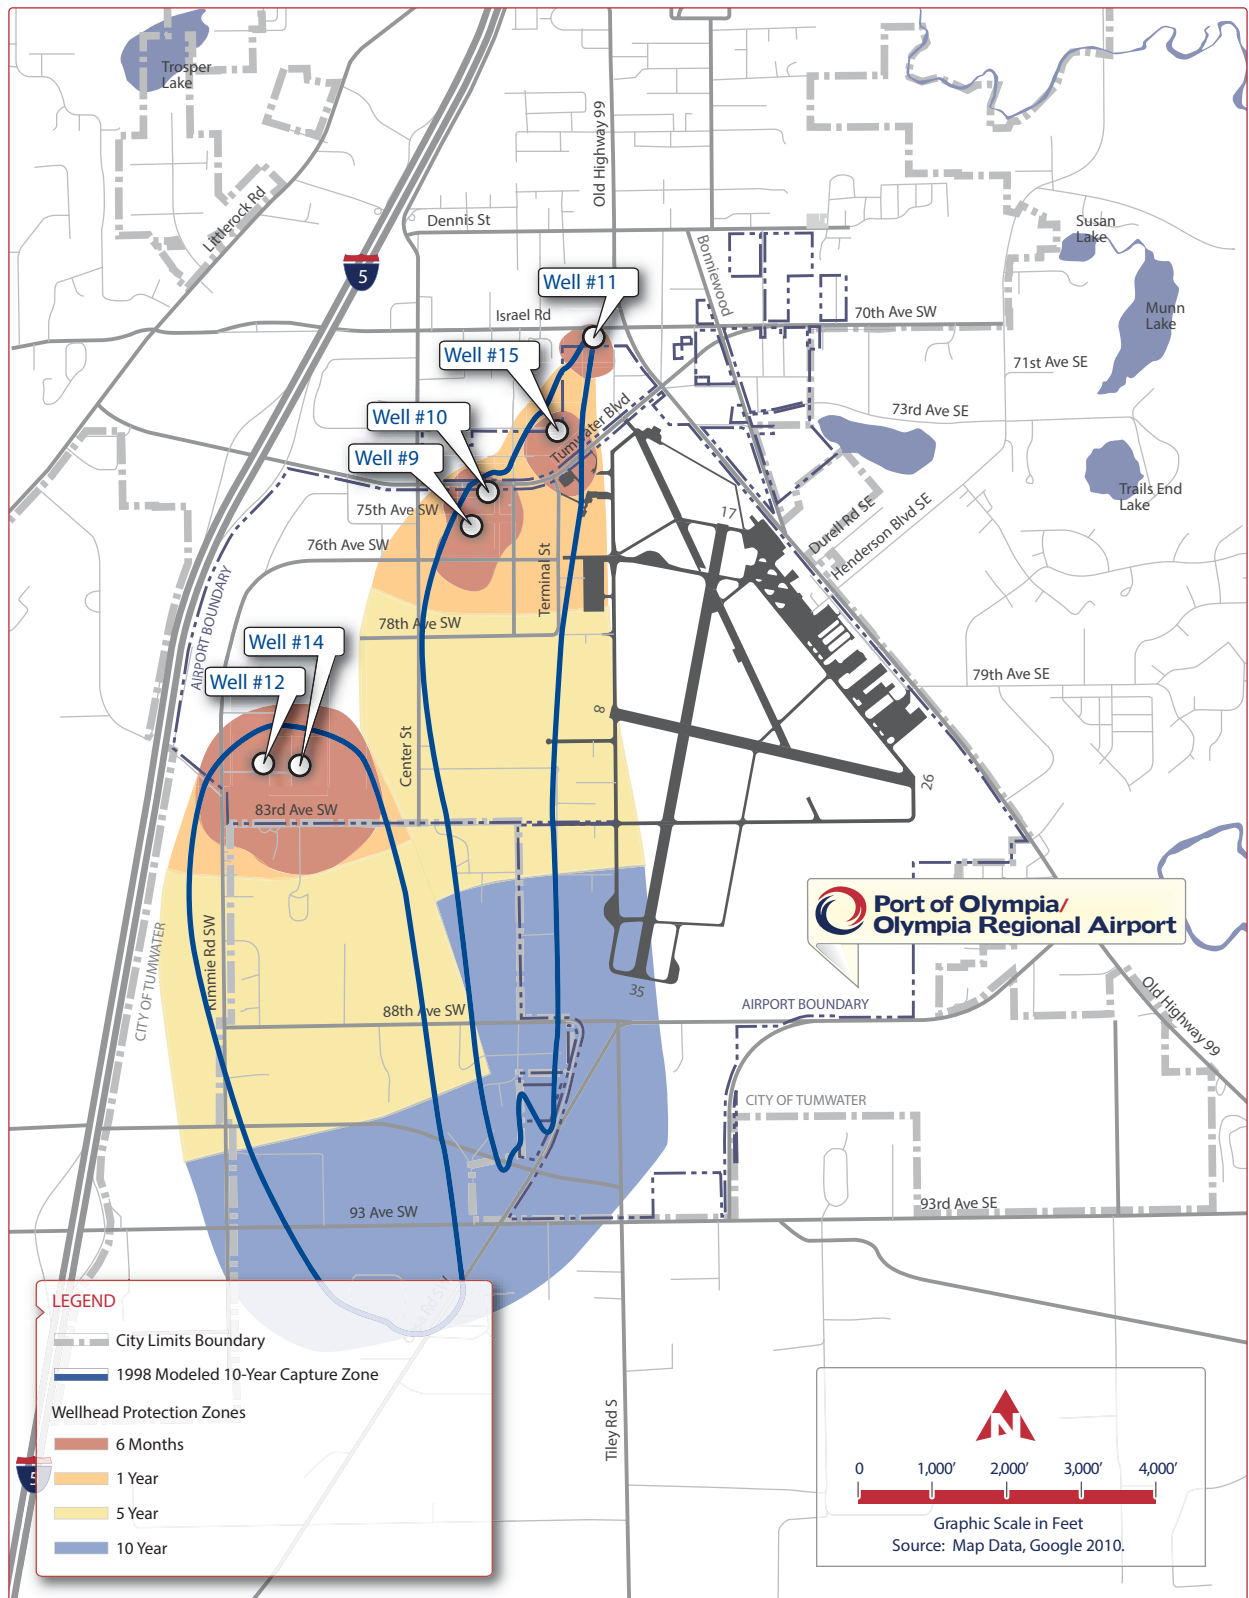 Trosper
Lake
Littlerock Rd
Old Highway 99
Dennis St
Bonniewood
Susan
Lake
Munn
Lake
5
Well #11
Israel Rd
70th Ave SW
Well #15
71st Ave SE
Well #10
Tumwater Blvd
73rd Ave SE
Well #9
Trails End
Lake
75th Ave SW
17
Durell Rd SE
Henderson Blvd SE
76th Ave SW
Terminal St
AIRPORT BOUNDARY
78th Ave SW
Well #14
Well #12
79th Ave SE
8
Center St
26
83rd Ave SW
Port of Olympia/
Olympia Regional Airport
CITY OF TUMWATER
Kimmie Rd SW
35
88th Ave SW
AIRPORT BOUNDARY
Old Highway 99
CITY OF TUMWATER
93 Ave SW
93rd Ave SE
Rd SW
LEGEND
City Limits Boundary
1998 Modeled 10-Year Capture Zone
Wellhead Protection Zones
6 Months
1 Year
5 Year
10 Year
5
Tiley Rd S
N
0 1,000’ 2,000’ 3,000’ 4,000’
Graphic Scale in Feet
Source: Map Data, Google 2010.